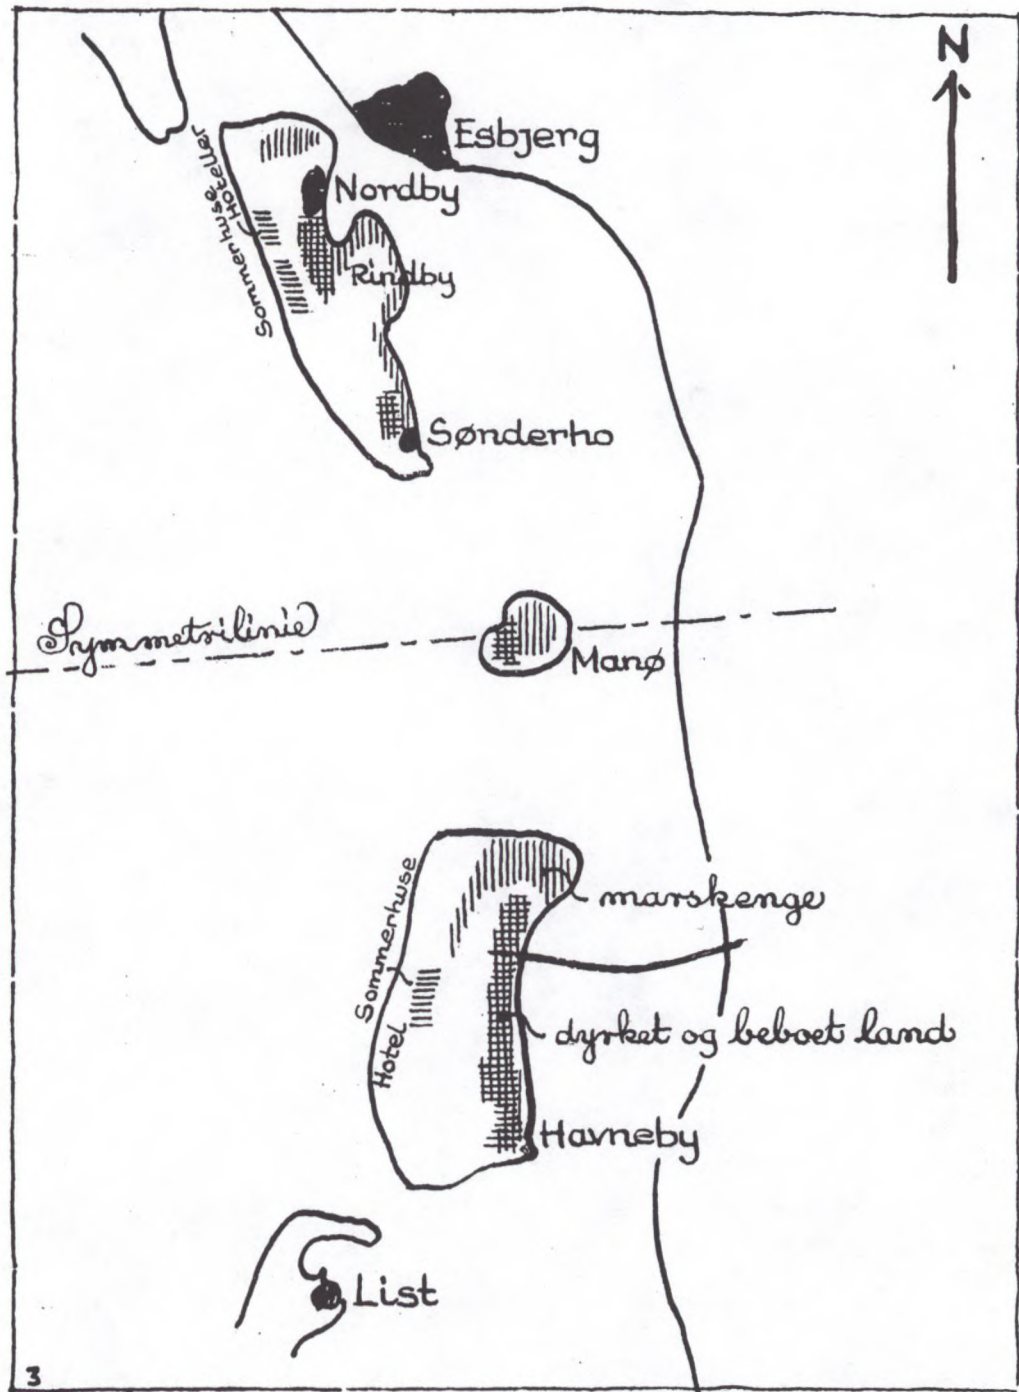 N
Esbjerg
Nordby
Hoteller
Sommerhuse
Rindby
Sønderho
Symmetrilinie
Manø
marskenge
Sommerhuse
Hotel
dyrket og beboet land
Havneby
List
3